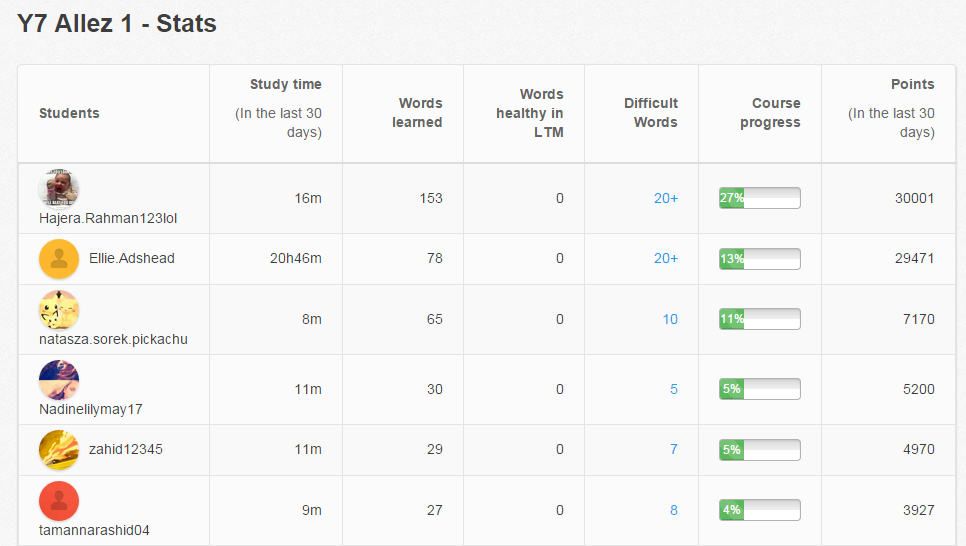 Y7 Allez 1 - Stats
Students
Study time
(In the last 30
days)
Words
learned
Words
healthy in
LTM
Difficult
Words
Course
progress
Points
(In the last 30
days)
Hajera.Rahman123lol 16m 153 0 20+ 27% 30001
Ellie.Adshead 20h46m 78 0 20+ 13% 29471
natasza.sorek.pickachu 8m 65 0 10 11% 7170
Nadinelilymay17 11m 30 0 5 5% 5200
zahid12345 11m 29 0 7 5% 4970
tamannarashid04 9m 27 0 8 4% 3927